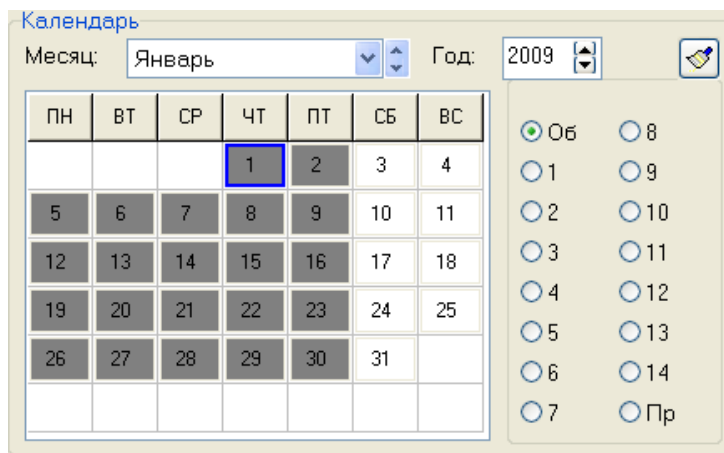 Календарь
Месяц: Январь Год: 2009
ПН ВТ СР ЧТ ПТ СБ ВС
1 2 3 4
5 6 7 8 9 10 11
12 13 14 15 16 17 18
19 20 21 22 23 24 25
26 27 28 29 30 31
Об 8
1 9
2 10
3 11
4 12
5 13
6 14
7 Пр